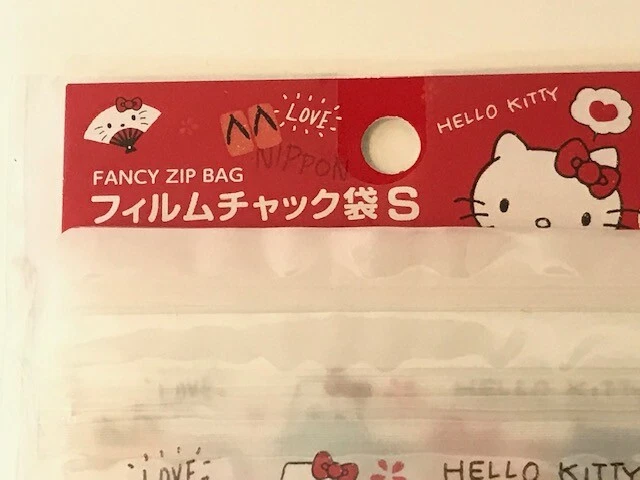 LOVE
HELLO KITTY
NIPPON
FANCY ZIP BAG
フィルムチャック袋S
LOVE
HELLO KITTY